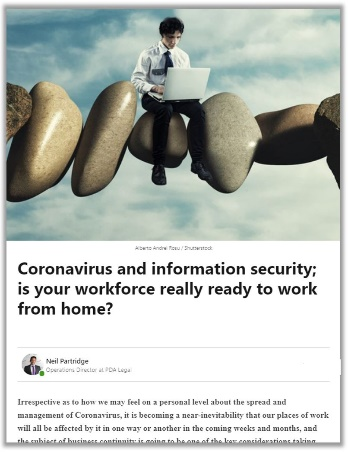 Alberto Andrei Rosu / Shutterstock
Coronavirus and information security;
is your workforce really ready to work
from home?
Neil Partridge
Operations Director at PDA Legal
Irrespective as to how we may feel on a personal level about the spread and
management of Coronavirus, it is becoming a near-inevitability that our places of work
will all be affected by it in one way or another in the coming weeks and months, and
the subject of business continuity is going to be one of the key considerations taking